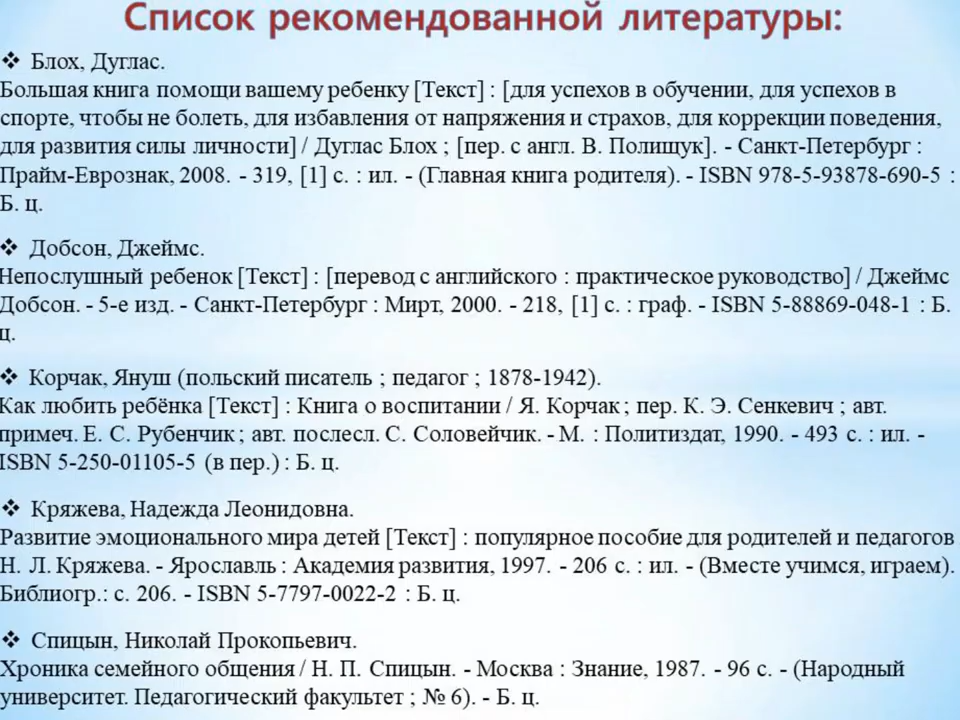 Список рекомендованной литературы:
❖ Блох, Дуглас.
Большая книга помощи вашему ребенку [Текст] : [для успехов в обучении, для успехов в
спорте, чтобы не болеть, для избавления от напряжения и страхов, для коррекции поведения,
для развития силы личности] / Дуглас Блох ; [пер. с англ. В. Полищук]. - Санкт-Петербург :
Прайм-Еврознак, 2008. - 319, [1] с. : ил. - (Главная книга родителя). - ISBN 978-5-93878-690-5 :
Б. ц.
❖ Добсон, Джеймс.
Непослушный ребенок [Текст] : [перевод с английского : практическое руководство] / Джеймс
Добсон. - 5-е изд. - Санкт-Петербург : Мирт, 2000. - 218, [1] с. : граф. - ISBN 5-88869-048-1 : Б.
ц.
❖ Корчак, Януш (польский писатель ; педагог ; 1878-1942).
Как любить ребёнка [Текст] : Книга о воспитании / Я. Корчак ; пер. К. Э. Сенкевич ; авт.
примеч. Е. С. Рубенчик ; авт. послесл. С. Соловейчик. - М. : Политиздат, 1990. - 493 с. : ил. -
ISBN 5-250-01105-5 (в пер.) : Б. ц.
❖ Кряжева, Надежда Леонидовна.
Развитие эмоционального мира детей [Текст] : популярное пособие для родителей и педагогов
Н. Л. Кряжева. - Ярославль : Академия развития, 1997. - 206 с. : ил. - (Вместе учимся, играем).
Библиогр.: с. 206. - ISBN 5-7797-0022-2 : Б. ц.
❖ Спицын, Николай Прокопьевич.
Хроника семейного общения / Н. П. Спицын. - Москва : Знание, 1987. - 96 с. - (Народный
университет. Педагогический факультет ; № 6). - Б. ц.